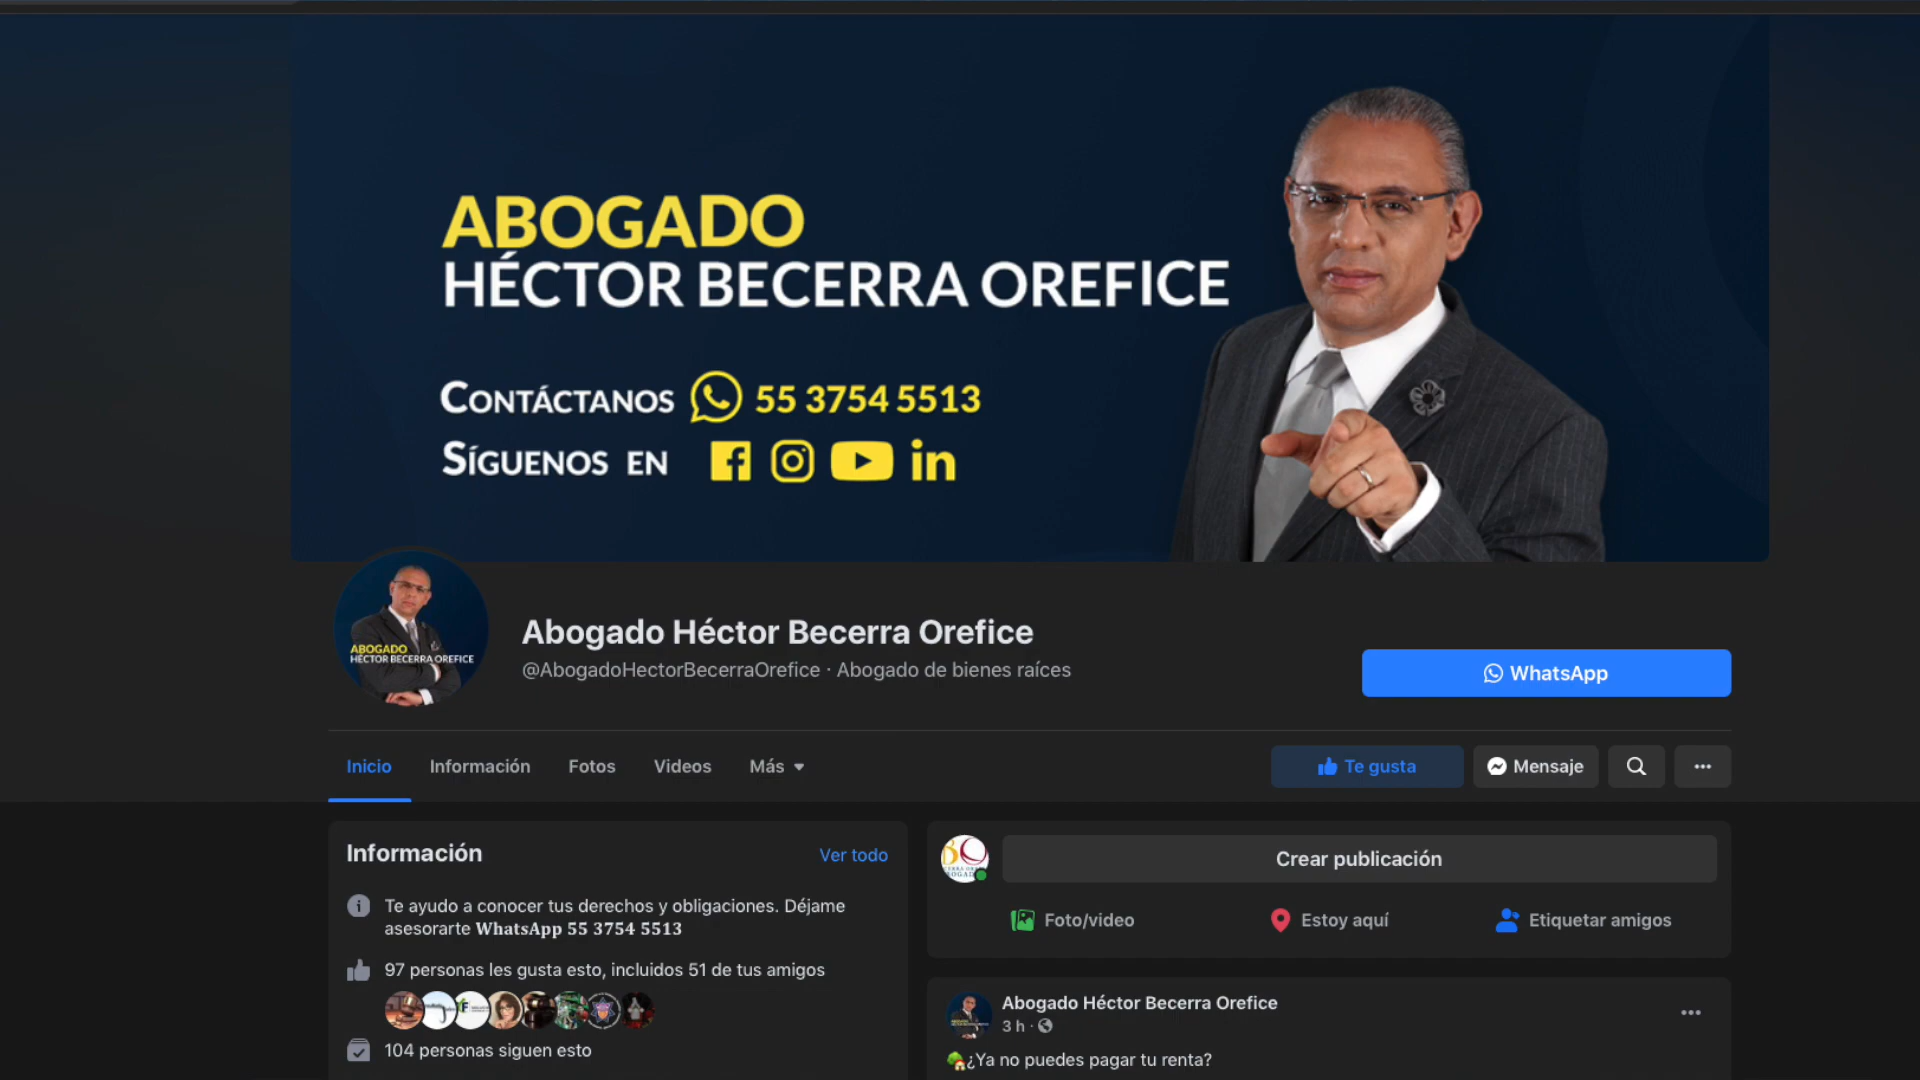 ABOGADO
HÉCTOR BECERRA OREFICE
CONTÁCTANOS 55 3754 5513
SÍGUENOS EN
ABOGADO
HÉCTOR BECERRA OREFICE
Abogado Héctor Becerra Orefice
@AbogadoHectorBecerraOrefice · Abogado de bienes raíces
WhatsApp
Inicio Información Fotos Videos Más
Te gusta Mensaje ···
Información Ver todo
Te ayudo a conocer tus derechos y obligaciones. Déjame
asesorarte WhatsApp 55 3754 5513
97 personas les gusta esto, incluidos 51 de tus amigos
104 personas siguen esto
Crear publicación
Foto/video Estoy aquí Etiquetar amigos
Abogado Héctor Becerra Orefice
3 h ·
¿Ya no puedes pagar tu renta?